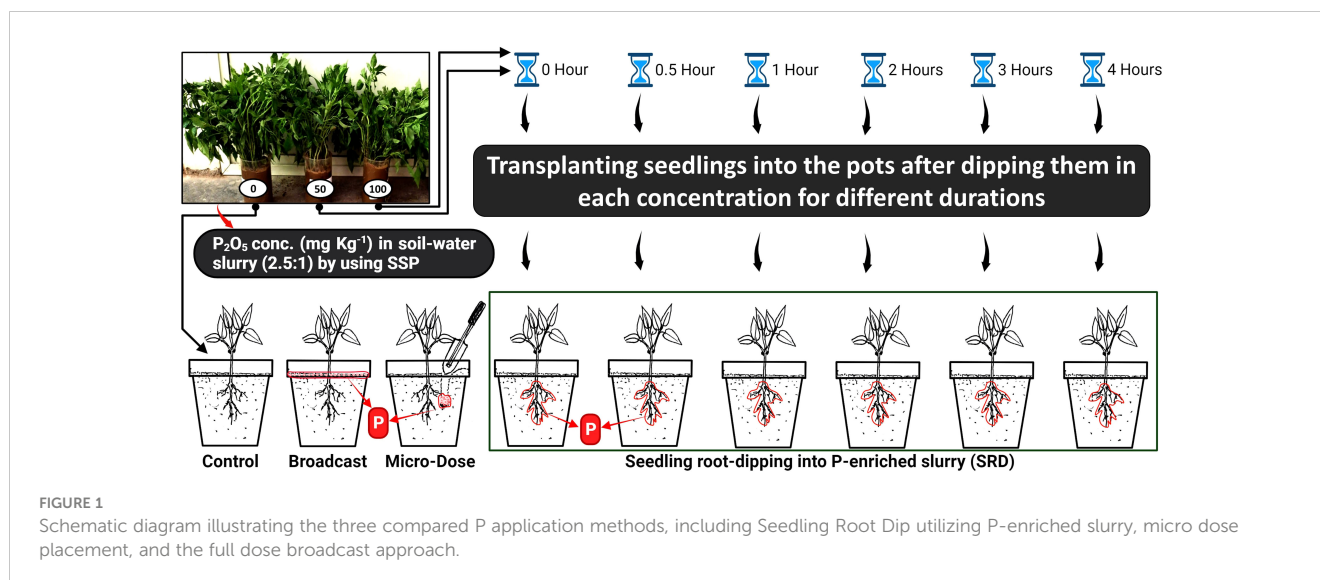 0 Hour
0.5 Hour
1 Hour
2 Hours
3 Hours
4 Hours
0
50
100
Transplanting seedlings into the pots after dipping them in
each concentration for different durations
P₂O₅ conc. (mg Kg⁻¹) in soil-water
slurry (2.5:1) by using SSP
P
P
Control
Broadcast
Micro-Dose
Seedling root-dipping into P-enriched slurry (SRD)
FIGURE 1
Schematic diagram illustrating the three compared P application methods, including Seedling Root Dip utilizing P-enriched slurry, micro dose
placement, and the full dose broadcast approach.